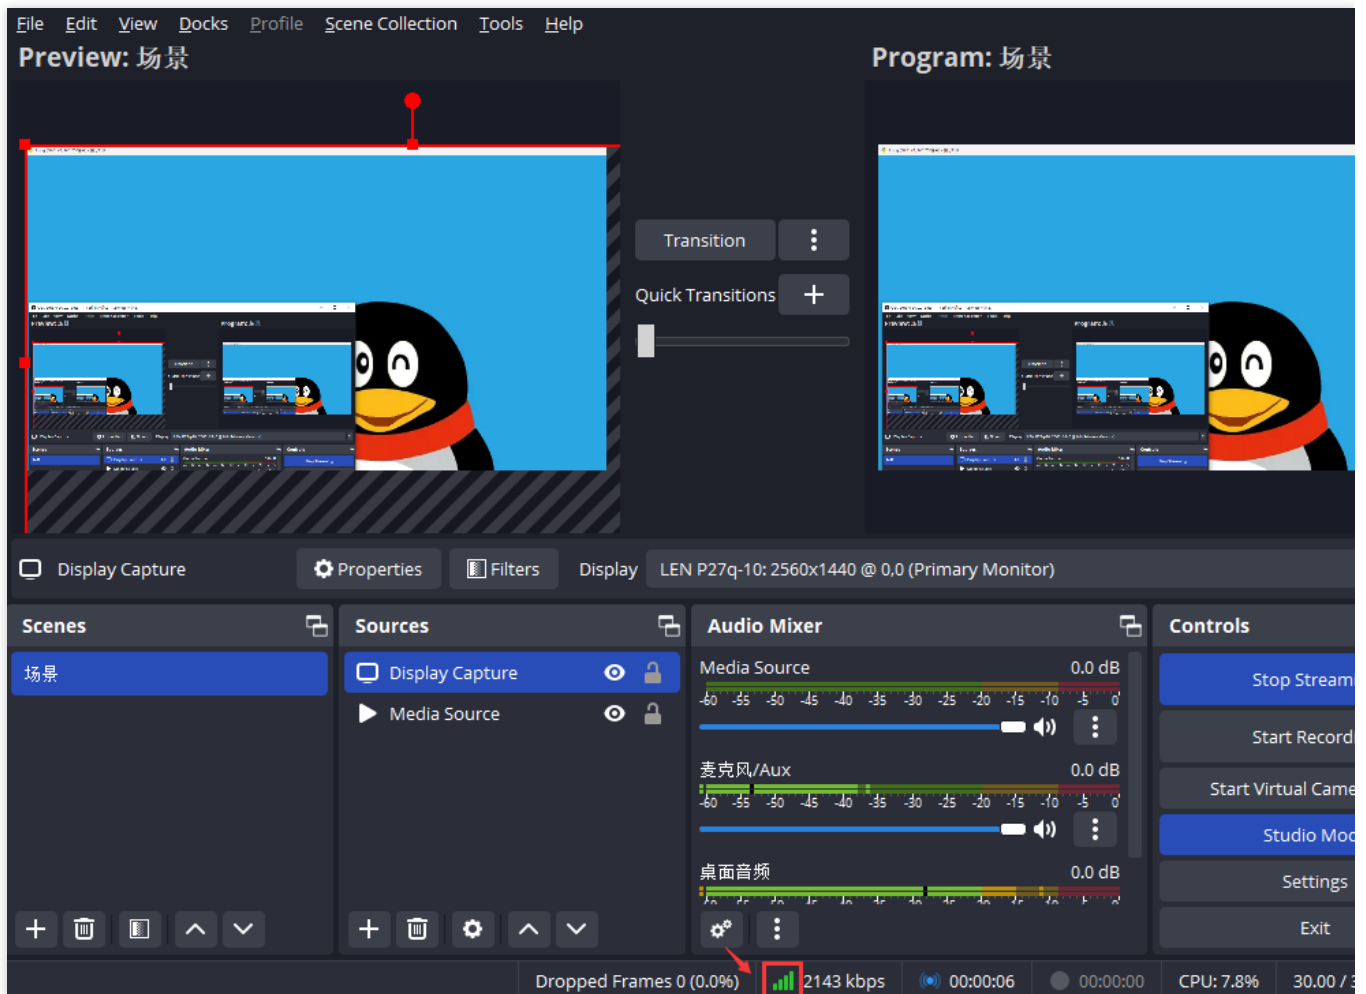 File Edit View Docks Profile Scene Collection Tools Help
Preview: 场景
Program: 场景
Transition
Quick Transitions
Display Capture
Properties
Filters
Display
LEN P27q-10: 2560x1440 @ 0,0 (Primary Monitor)
Scenes
场景
Sources
Display Capture
Media Source
Audio Mixer
Media Source 0.0 dB
-60 -55 -50 -45 -40 -35 -30 -25 -20 -15 -10 -5 0
麦克风/Aux 0.0 dB
-60 -55 -50 -45 -40 -35 -30 -25 -20 -15 -10 -5 0
桌面音频 0.0 dB
Controls
Stop Stream
Start Record
Start Virtual Came
Studio Mod
Settings
Exit
Dropped Frames 0 (0.0%) 2143 kbps 00:00:06 00:00:00 CPU: 7.8% 30.00 / 3